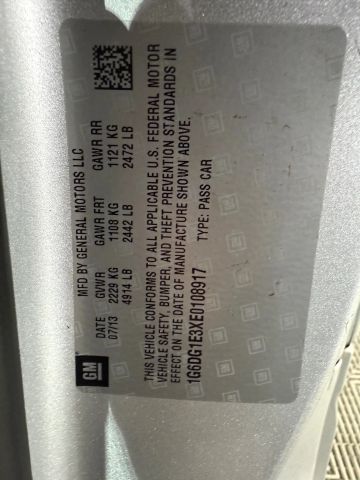 GM
MFD BY GENERAL MOTORS LLC
DATE GVWR GAWR FRT GAWR RR
07/13 2229 KG 1108 KG 1121 KG
4914 LB 2442 LB 2472 LB
THIS VEHICLE CONFORMS TO ALL APPLICABLE U.S. FEDERAL MOTOR
VEHICLE SAFETY, BUMPER, AND THEFT PREVENTION STANDARDS IN
EFFECT ON THE DATE OF MANUFACTURE SHOWN ABOVE.
1G6DG1E3XE0100917 TYPE: PASS CAR